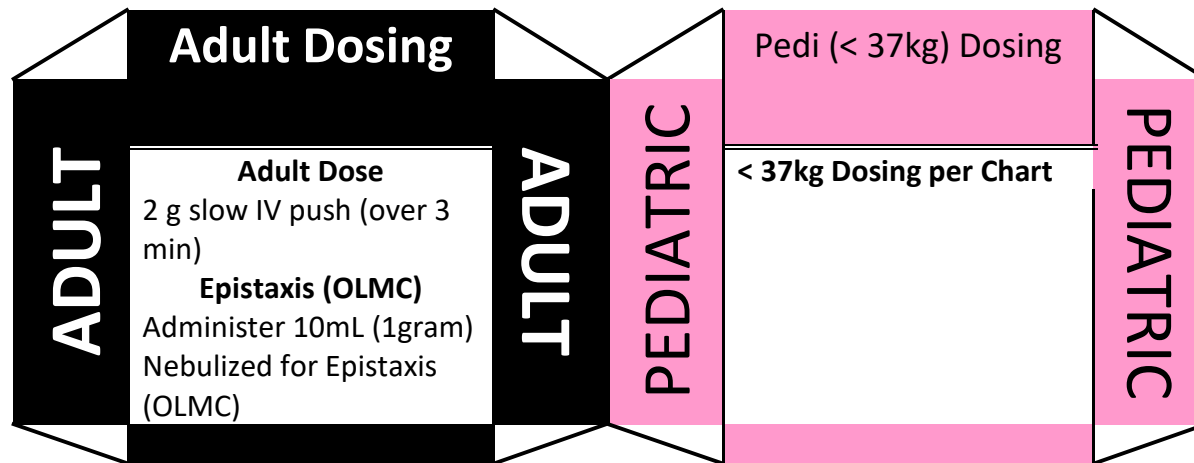 Adult Dosing
ADULT
Adult Dose
2 g slow IV push (over 3
min)
Epistaxis (OLMC)
Administer 10mL (1gram)
Nebulized for Epistaxis
(OLMC)
ADULT
Pedi (< 37kg) Dosing
PEDIATRIC
< 37kg Dosing per Chart
PEDIATRIC